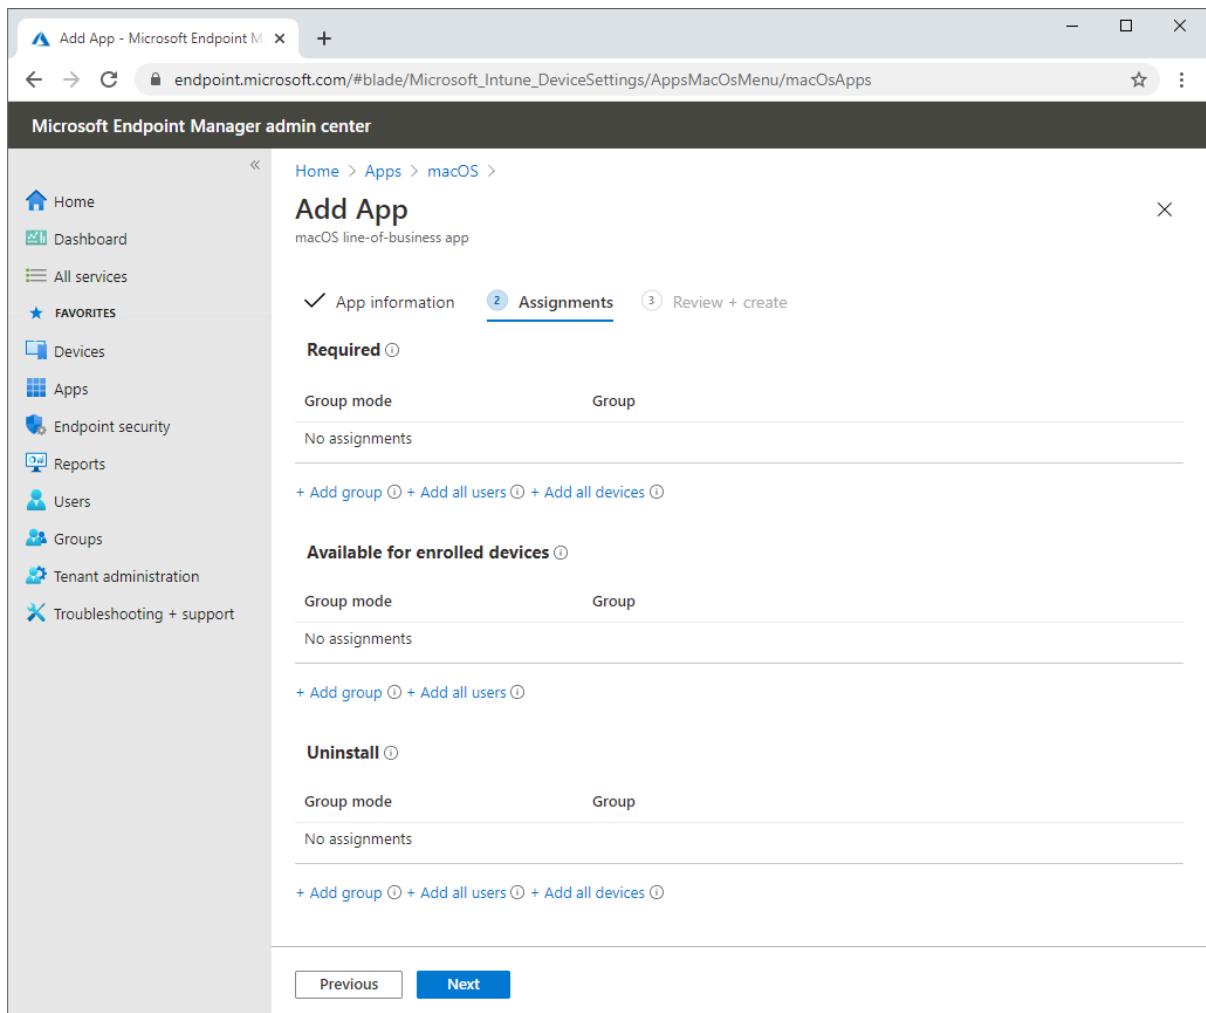 Add App - Microsoft Endpoint M
endpoint.microsoft.com/#blade/Microsoft_Intune_DeviceSettings/AppsMacOsMenu/macOsApps
Microsoft Endpoint Manager admin center
Home
Dashboard
All services
FAVORITES
Devices
Apps
Endpoint security
Reports
Users
Groups
Tenant administration
Troubleshooting + support
Home > Apps > macOS >
Add App
macOS line-of-business app
App information 2 Assignments 3 Review + create
Required
Group mode Group
No assignments
+ Add group + Add all users + Add all devices
Available for enrolled devices
Group mode Group
No assignments
+ Add group + Add all users
Uninstall
Group mode Group
No assignments
+ Add group + Add all users + Add all devices
Previous Next